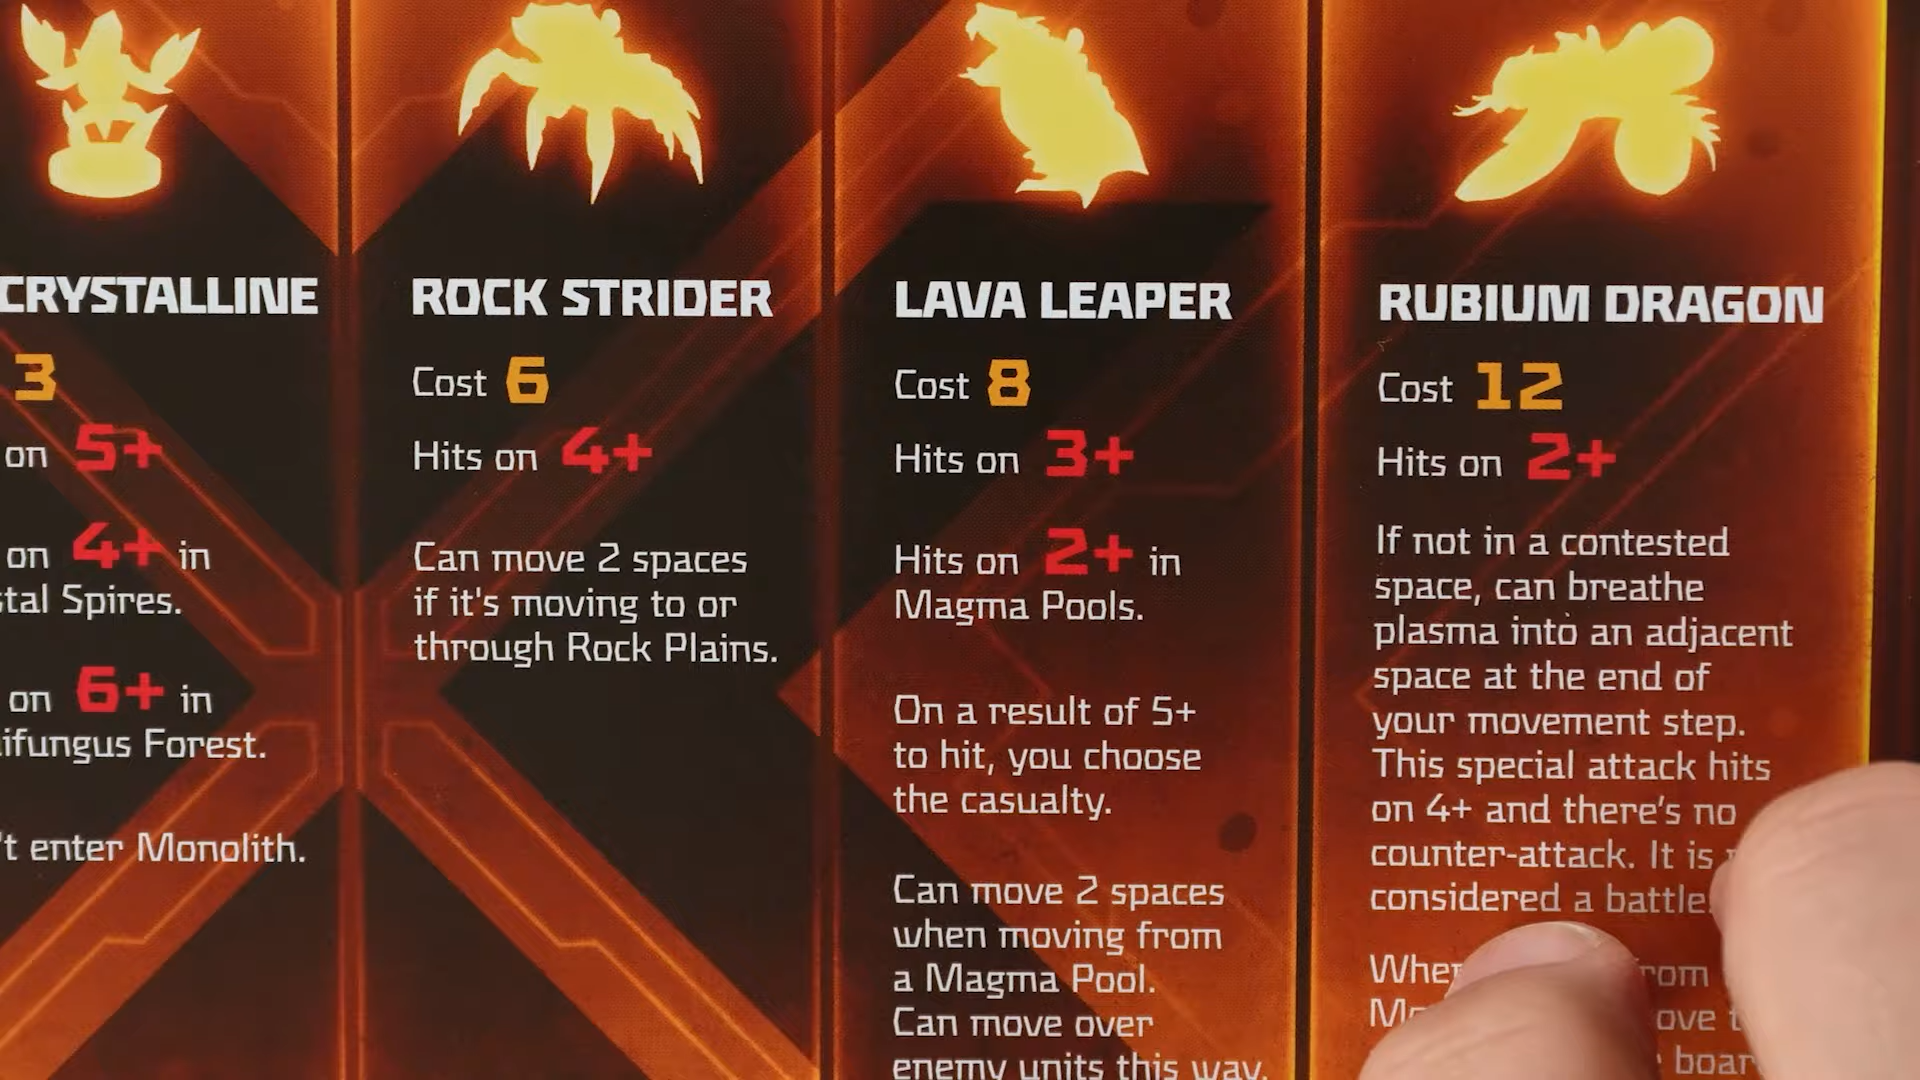 CRYSTALLINE
3
on 5+
on 4+ in
Spires.
on 6+ in
Forest.
enter Monolith.
ROCK STRIDER
Cost 6
Hits on 4+
Can move 2 spaces
if it's moving to or
through Rock Plains.
LAVA LEAPER
Cost 8
Hits on 3+
Hits on 2+ in
Magma Pools.
On a result of 5+
to hit, you choose
the casualty.
Can move 2 spaces
when moving from
a Magma Pool.
Can move over
enemy units this way.
RUBIUM DRAGON
Cost 12
Hits on 2+
If not in a contested
space, can breathe
plasma into an adjacent
space at the end of
your movement step.
This special attack hits
on 4+ and there's no
counter-attack. It is
considered a battle.